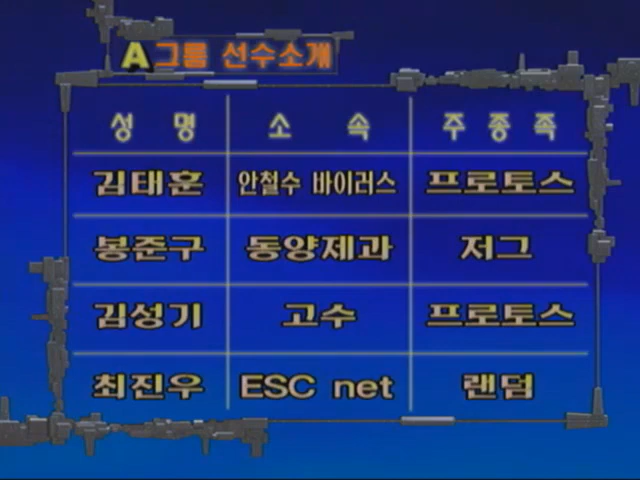 A그룹 선수소개
성 명 소 속 주 종 족
김태훈 안철수 바이러스 프로토스
봉준구 동양제과 저그
김성기 고수 프로토스
최진우 ESC net 랜덤